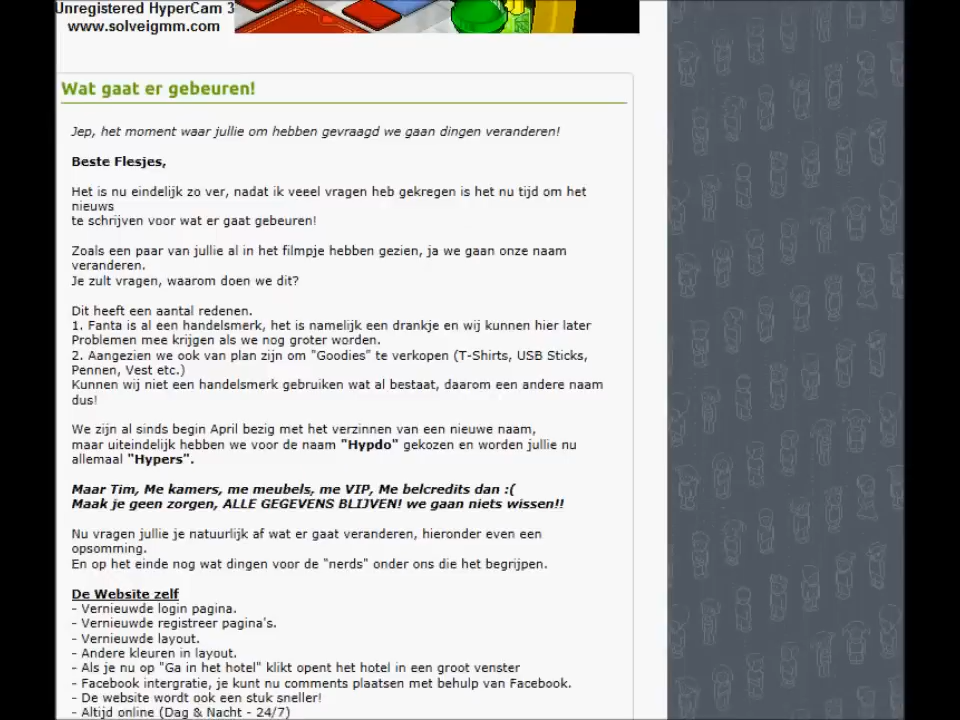 Unregistered HyperCam 3
www.solveigmm.com
Wat gaat er gebeuren!
Jep, het moment waar jullie om hebben gevraagd we gaan dingen veranderen!
Beste Flesjes,
Het is nu eindelijk zo ver, nadat ik veeel vragen heb gekregen is het nu tijd om het
nieuws
te schrijven voor wat er gaat gebeuren!
Zoals een paar van jullie al in het filmpje hebben gezien, ja we gaan onze naam
veranderen.
Je zult vragen, waarom doen we dit?
Dit heeft een aantal redenen.
1. Fanta is al een handelsmerk, het is namelijk een drankje en wij kunnen hier later
Problemen mee krijgen als we nog groter worden.
2. Aangezien we ook van plan zijn om "Goodies" te verkopen (T-Shirts, USB Sticks,
Pennen, Vest etc.)
Kunnen wij niet een handelsmerk gebruiken wat al bestaat, daarom een andere naam
dus!
We zijn al sinds begin April bezig met het verzinnen van een nieuwe naam,
maar uiteindelijk hebben we voor de naam "Hypdo" gekozen en worden jullie nu
allemaal "Hypers".
Maar Tim, Me kamers, me meubels, me VIP, Me belcredits dan :(
Maak je geen zorgen, ALLE GEGEVENS BLIJVEN! we gaan niets wissen!!
Nu vragen jullie je natuurlijk af wat er gaat veranderen, hieronder even een
opsomming.
En op het einde nog wat dingen voor de "nerds" onder ons die het begrijpen.
De Website zelf
- Vernieuwde login pagina.
- Vernieuwde registreer pagina's.
- Vernieuwde layout.
- Andere kleuren in layout.
- Als je nu op "Ga in het hotel" klikt opent het hotel in een groot venster
- Facebook intergratie, je kunt nu comments plaatsen met behulp van Facebook.
- De website wordt ook een stuk sneller!
- Altijd online (Dag & Nacht - 24/7)